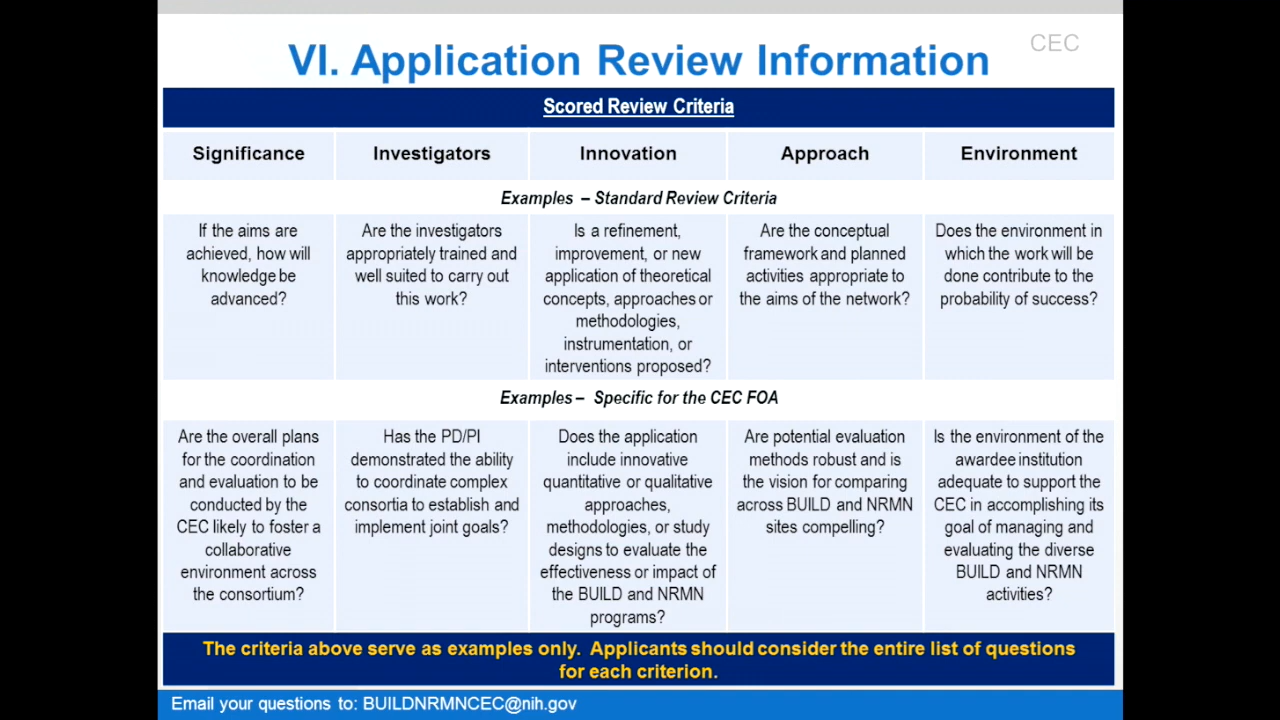 CEC
VI. Application Review Information
Scored Review Criteria
Significance
Investigators
Innovation
Approach
Environment
Examples – Standard Review Criteria
If the aims are
achieved, how will
knowledge be
advanced?
Are the investigators
appropriately trained and
well suited to carry out
this work?
Is a refinement,
improvement, or new
application of theoretical
concepts, approaches or
methodologies,
instrumentation, or
interventions proposed?
Are the conceptual
framework and planned
activities appropriate to
the aims of the network?
Does the environment in
which the work will be
done contribute to the
probability of success?
Examples – Specific for the CEC FOA
Are the overall plans
for the coordination
and evaluation to be
conducted by the
CEC likely to foster a
collaborative
environment across
the consortium?
Has the PD/PI
demonstrated the ability
to coordinate complex
consortia to establish and
implement joint goals?
Does the application
include innovative
quantitative or qualitative
approaches,
methodologies, or study
designs to evaluate the
effectiveness or impact of
the BUILD and NRMN
programs?
Are potential evaluation
methods robust and is
the vision for comparing
across BUILD and NRMN
sites compelling?
Is the environment of the
awardee institution
adequate to support the
CEC in accomplishing its
goal of managing and
evaluating the diverse
BUILD and NRMN
activities?
The criteria above serve as examples only. Applicants should consider the entire list of questions
for each criterion.
Email your questions to: BUILDNRMNCEC@nih.gov